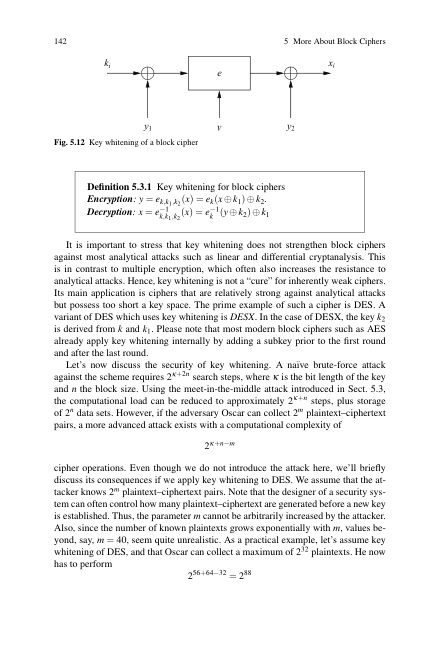 142
5 More About Block Ciphers
k_i
x_i
e
y_1
v
y_2
Fig. 5.12 Key whitening of a block cipher
Definition 5.3.1 Key whitening for block ciphers
Encryption: y = e_{k,k_1,k_2}(x) = e_k(x ⊕ k_1) ⊕ k_2.
Decryption: x = e^{-1}_{k,k_1,k_2}(x) = e^{-1}_k(y ⊕ k_2) ⊕ k_1
It is important to stress that key whitening does not strengthen block ciphers
against most analytical attacks such as linear and differential cryptanalysis. This
is in contrast to multiple encryption, which often also increases the resistance to
analytical attacks. Hence, key whitening is not a “cure” for inherently weak ciphers.
Its main application is ciphers that are relatively strong against analytical attacks
but possess too short a key space. The prime example of such a cipher is DES. A
variant of DES which uses key whitening is DESX. In the case of DESX, the key k_2
is derived from k and k_1. Please note that most modern block ciphers such as AES
already apply key whitening internally by adding a subkey prior to the first round
and after the last round.
Let’s now discuss the security of key whitening. A naïve brute-force attack
against the scheme requires 2^{κ+2n} search steps, where κ is the bit length of the key
and n the block size. Using the meet-in-the-middle attack introduced in Sect. 5.3,
the computational load can be reduced to approximately 2^{κ+n} steps, plus storage
of 2^n data sets. However, if the adversary Oscar can collect 2^m plaintext–ciphertext
pairs, a more advanced attack exists with a computational complexity of
2^{κ+n−m}
cipher operations. Even though we do not introduce the attack here, we’ll briefly
discuss its consequences if we apply key whitening to DES. We assume that the at-
tacker knows 2^m plaintext–ciphertext pairs. Note that the designer of a security sys-
tem can often control how many plaintext–ciphertext are generated before a new key
is established. Thus, the parameter m cannot be arbitrarily increased by the attacker.
Also, since the number of known plaintexts grows exponentially with m, values be-
yond, say, m = 40, seem quite unrealistic. As a practical example, let’s assume key
whitening of DES, and that Oscar can collect a maximum of 2^{32} plaintexts. He now
has to perform
2^{56+64−32} = 2^{88}